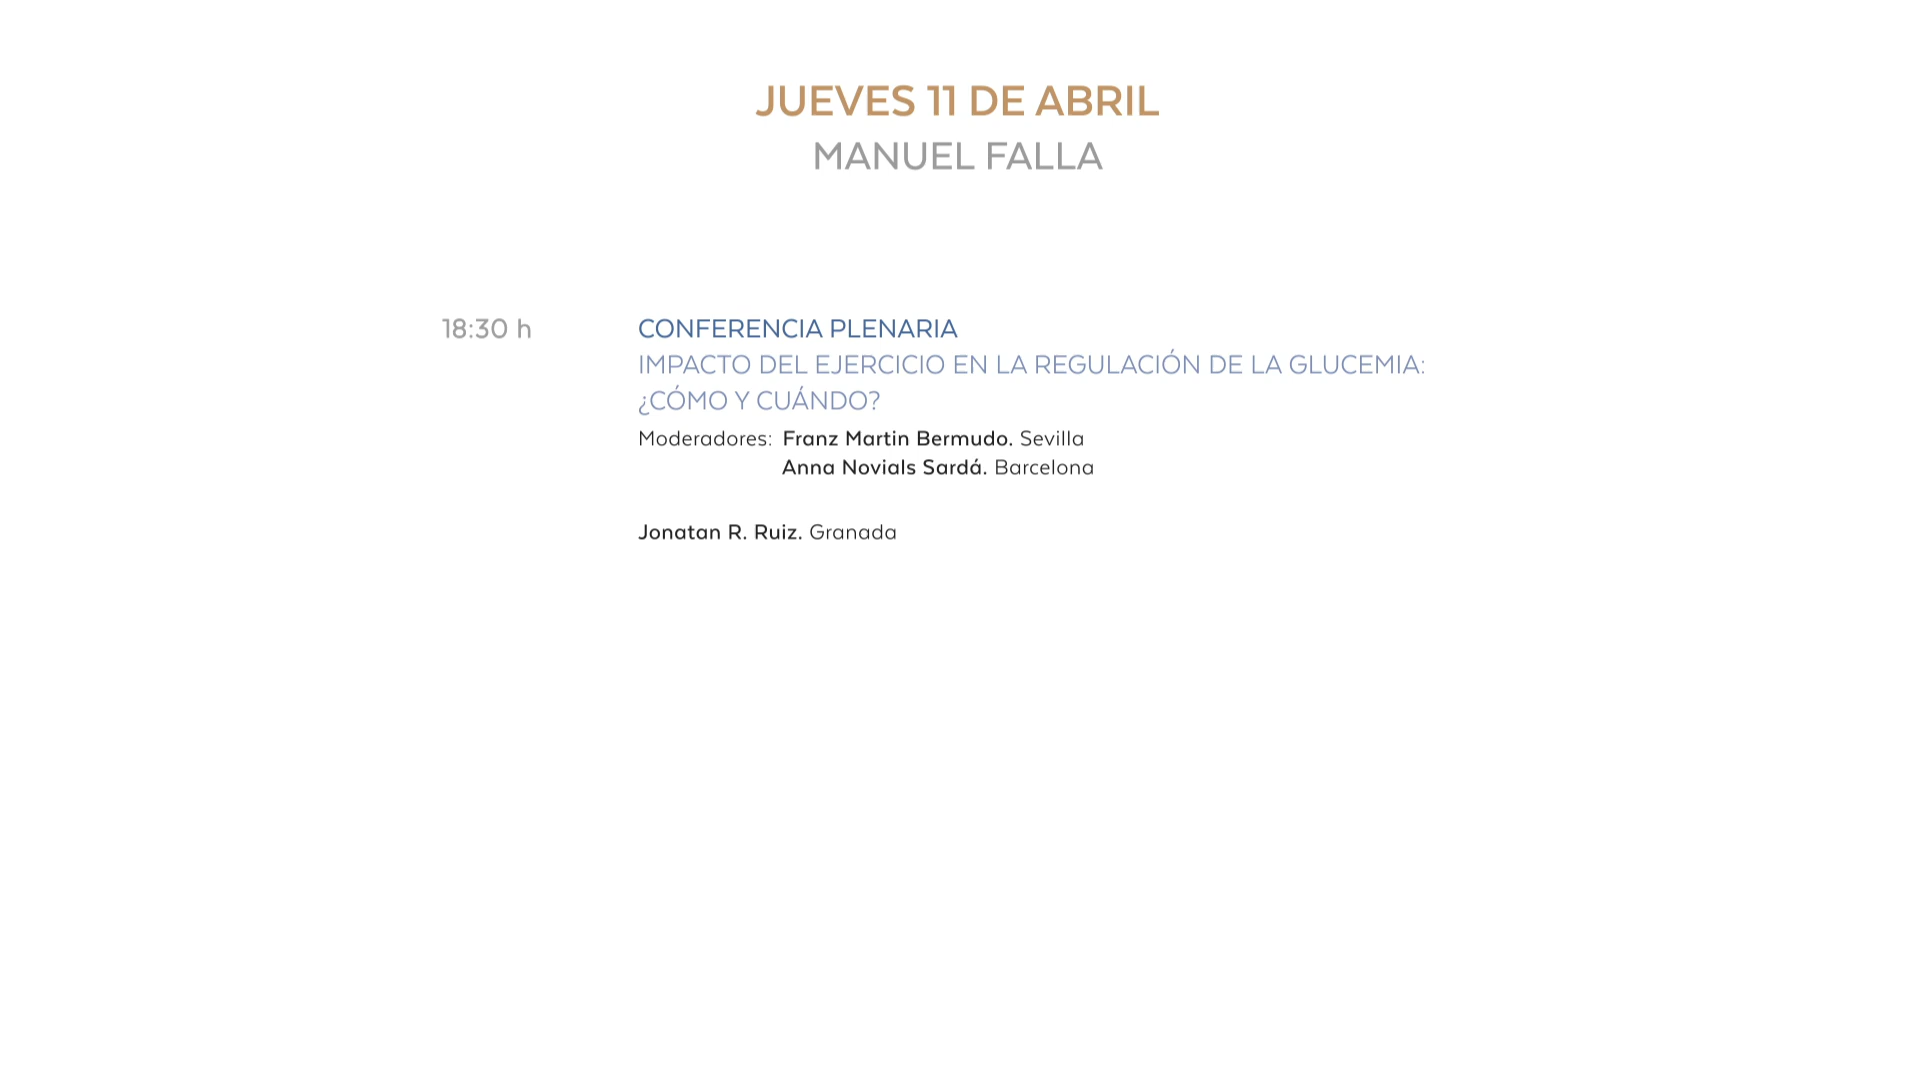 JUEVES 11 DE ABRIL
MANUEL FALLA
18:30 h CONFERENCIA PLENARIA
IMPACTO DEL EJERCICIO EN LA REGULACIÓN DE LA GLUCEMIA:
¿CÓMO Y CUÁNDO?
Moderadores: Franz Martin Bermudo. Sevilla
Anna Novials Sardá. Barcelona
Jonatan R. Ruiz. Granada